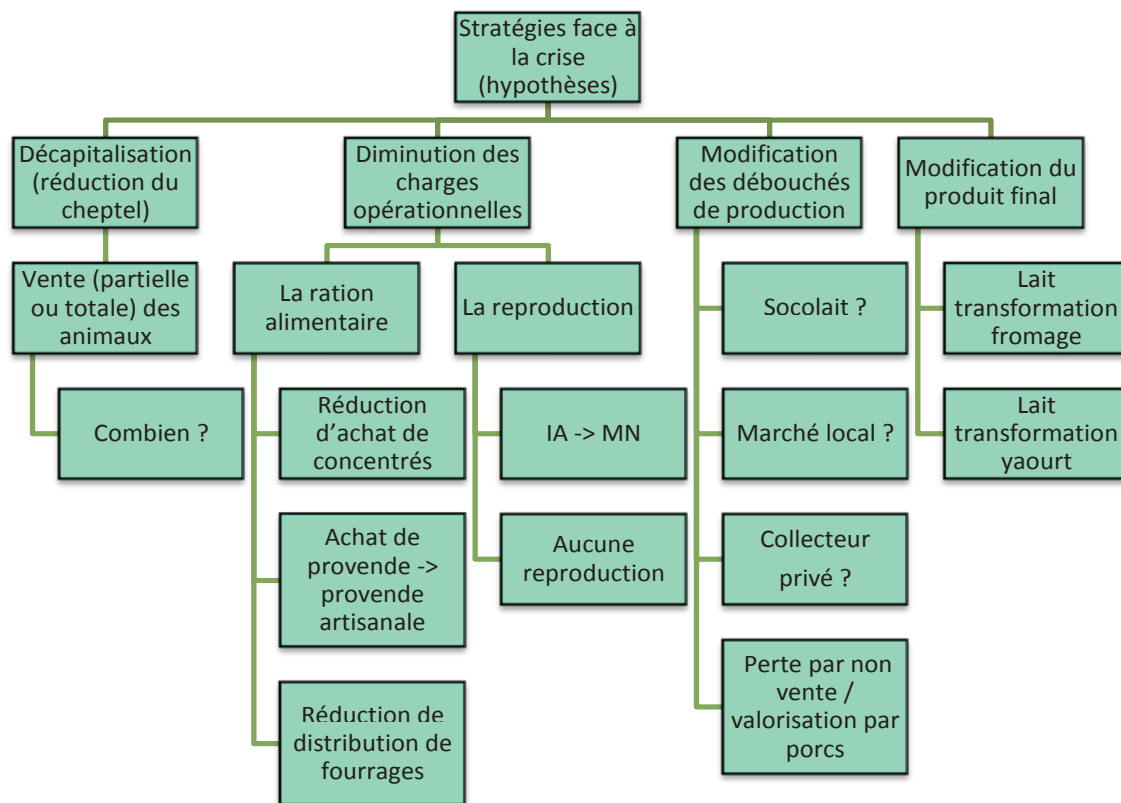 Stratégies face à
la crise
(hypothèses)
Décapitalisation
(réduction du
cheptel)
Vente (partielle
ou totale) des
animaux
Combien ?
Diminution des
charges
opérationnelles
La ration
alimentaire
Réduction
d’achat de
concentrés
Achat de
provende ->
provende
artisanale
Réduction de
distribution de
fourrages
La reproduction
IA -> MN
Aucune
reproduction
Modification
des débouchés
de production
Socolait ?
Marché local ?
Collecteur
privé ?
Perte par non
vente /
valorisation par
porcs
Modification du
produit final
Lait
transformation
fromage
Lait
transformation
yaourt